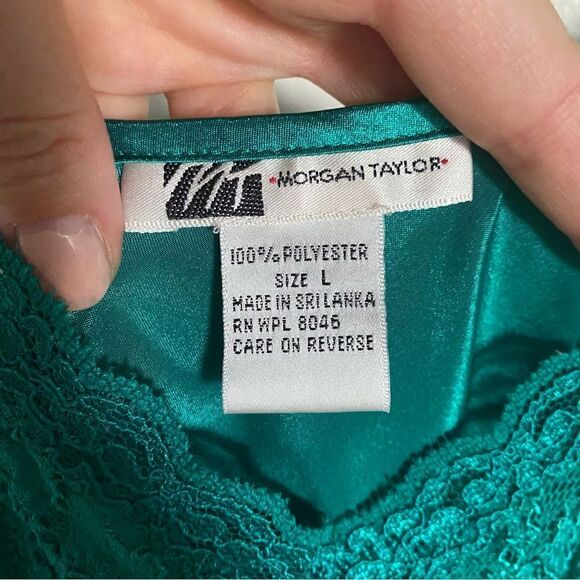 *MORGAN TAYLOR*
100% POLYESTER
SIZE L
MADE IN SRI LANKA
RN WPL 8046
CARE ON REVERSE